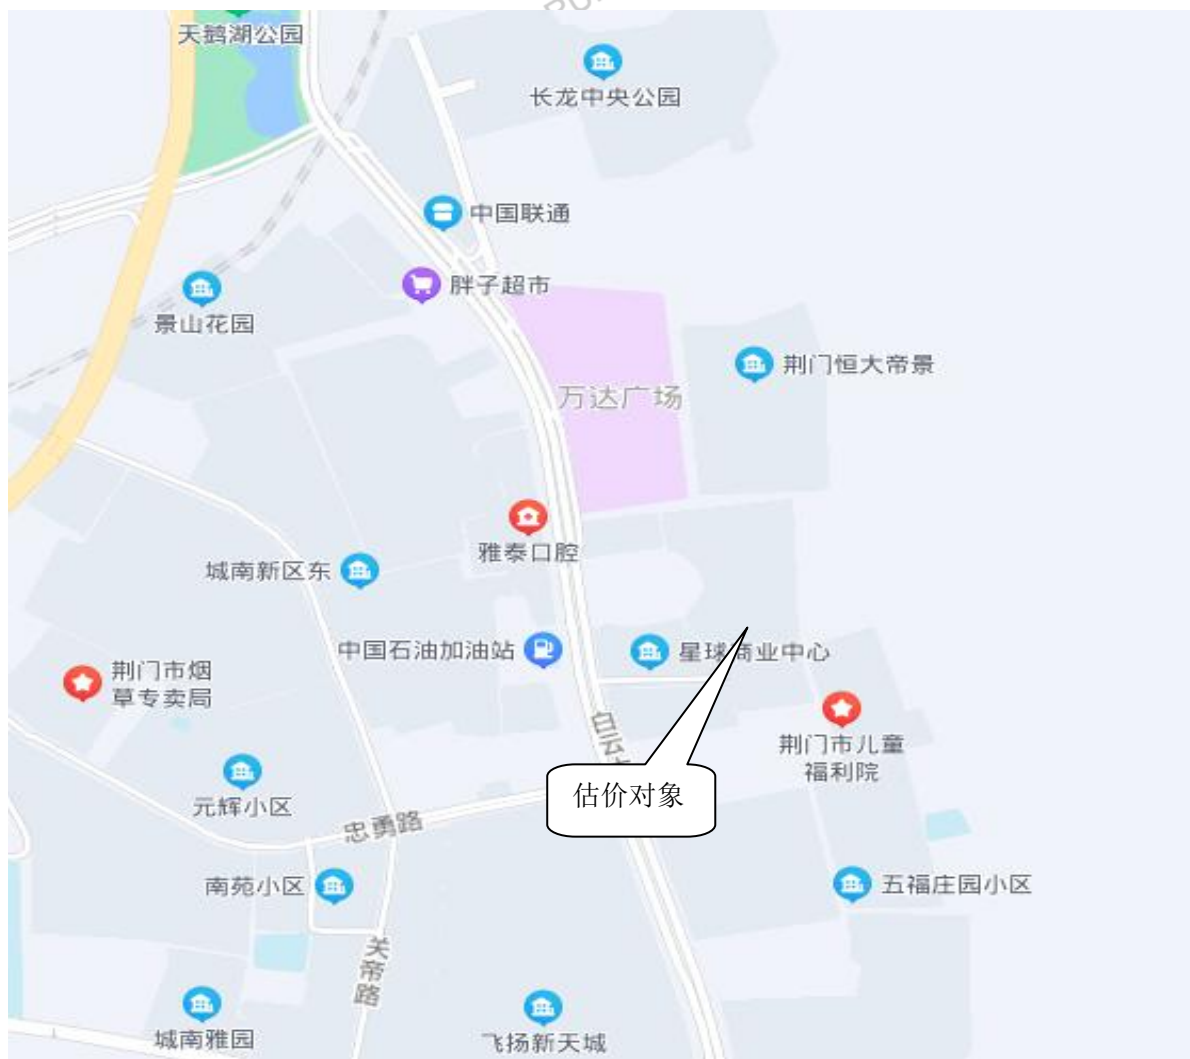 天鹅湖公园
长龙中央公园
中国联通
胖子超市
景山花园
荆门恒大帝景
万达广场
雅泰口腔
城南新区东
中国石油加油站
星球商业中心
荆门市烟
草专卖局
荆门市儿童
福利院
白云
估价对象
元辉小区
忠勇路
南苑小区
五福庄园小区
关帝路
城南雅园
飞扬新天城